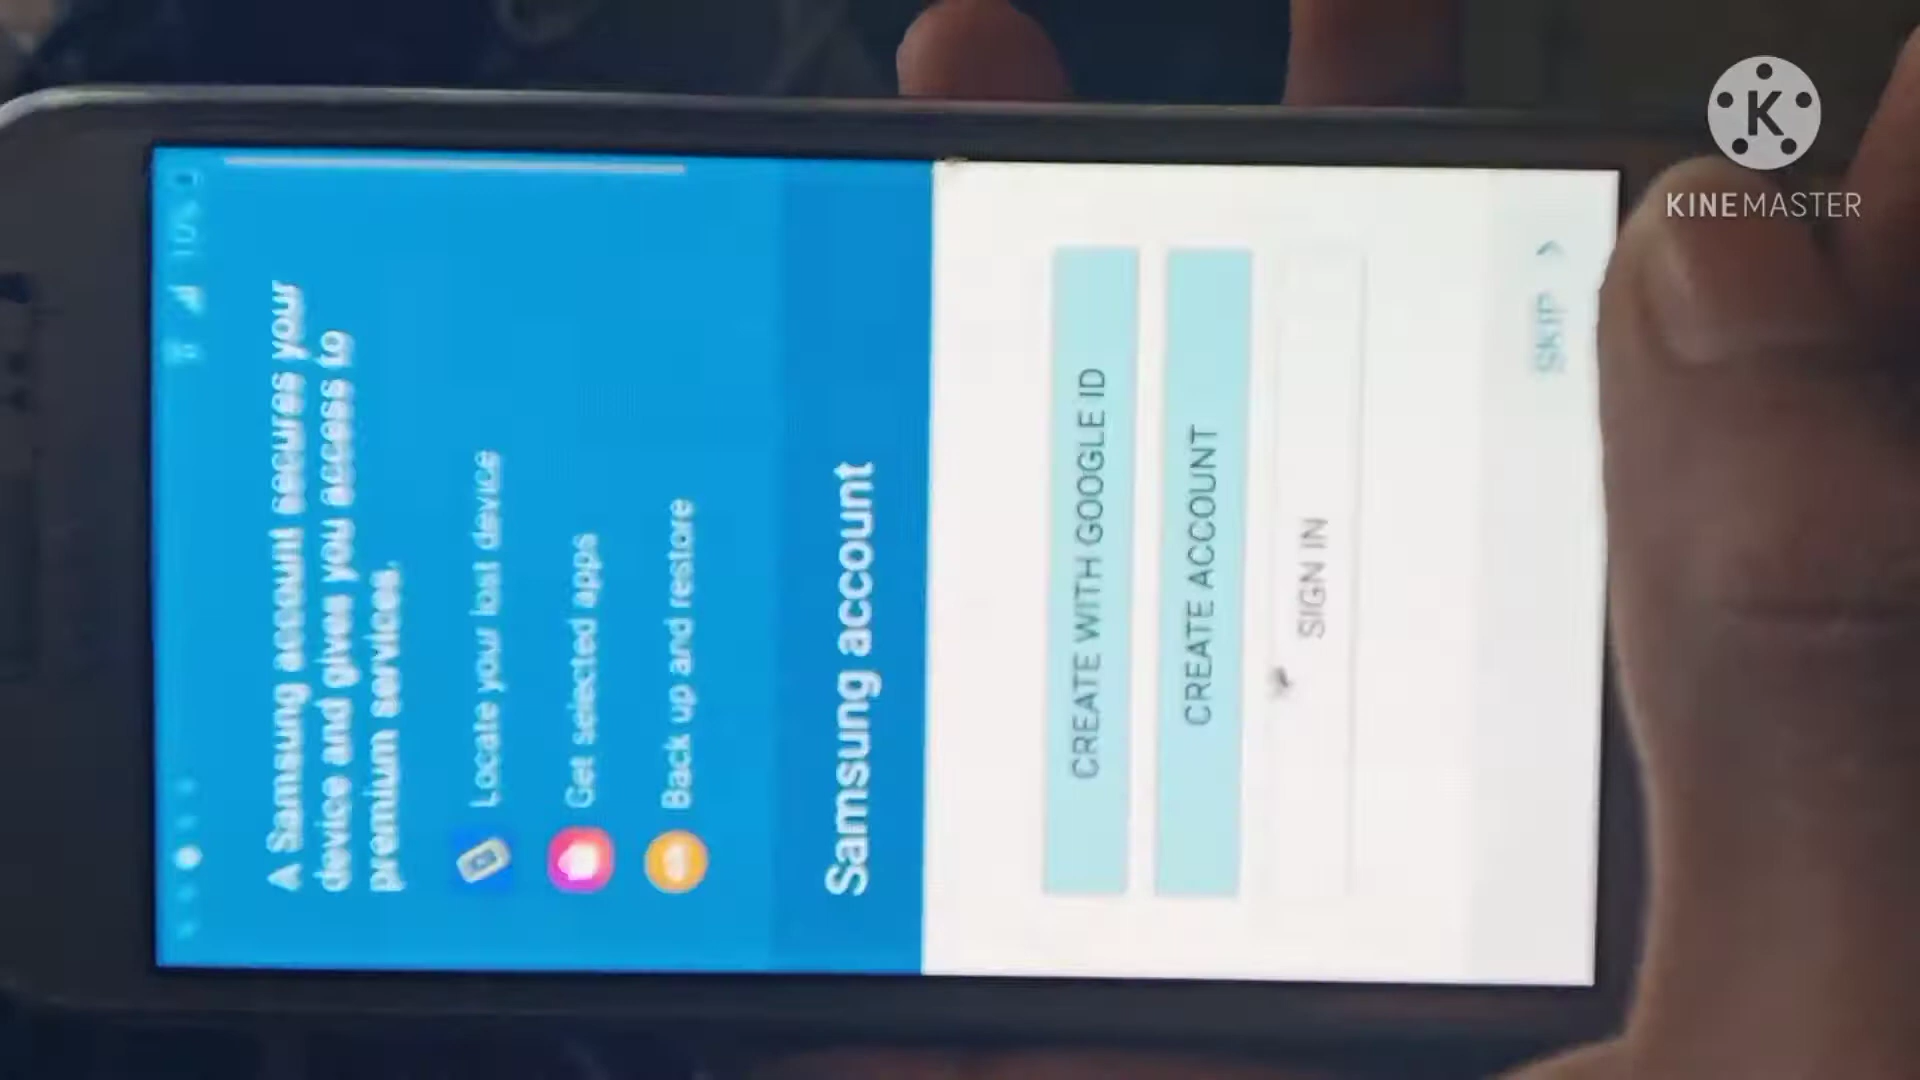 A Samsung account secures your
device and gives you access to
premium services.
Locate your lost device
Get selected apps
Back up and restore
Samsung account
CREATE WITH GOOGLE ID
CREATE ACCOUNT
SIGN IN
SKIP >
K
KINEMASTER